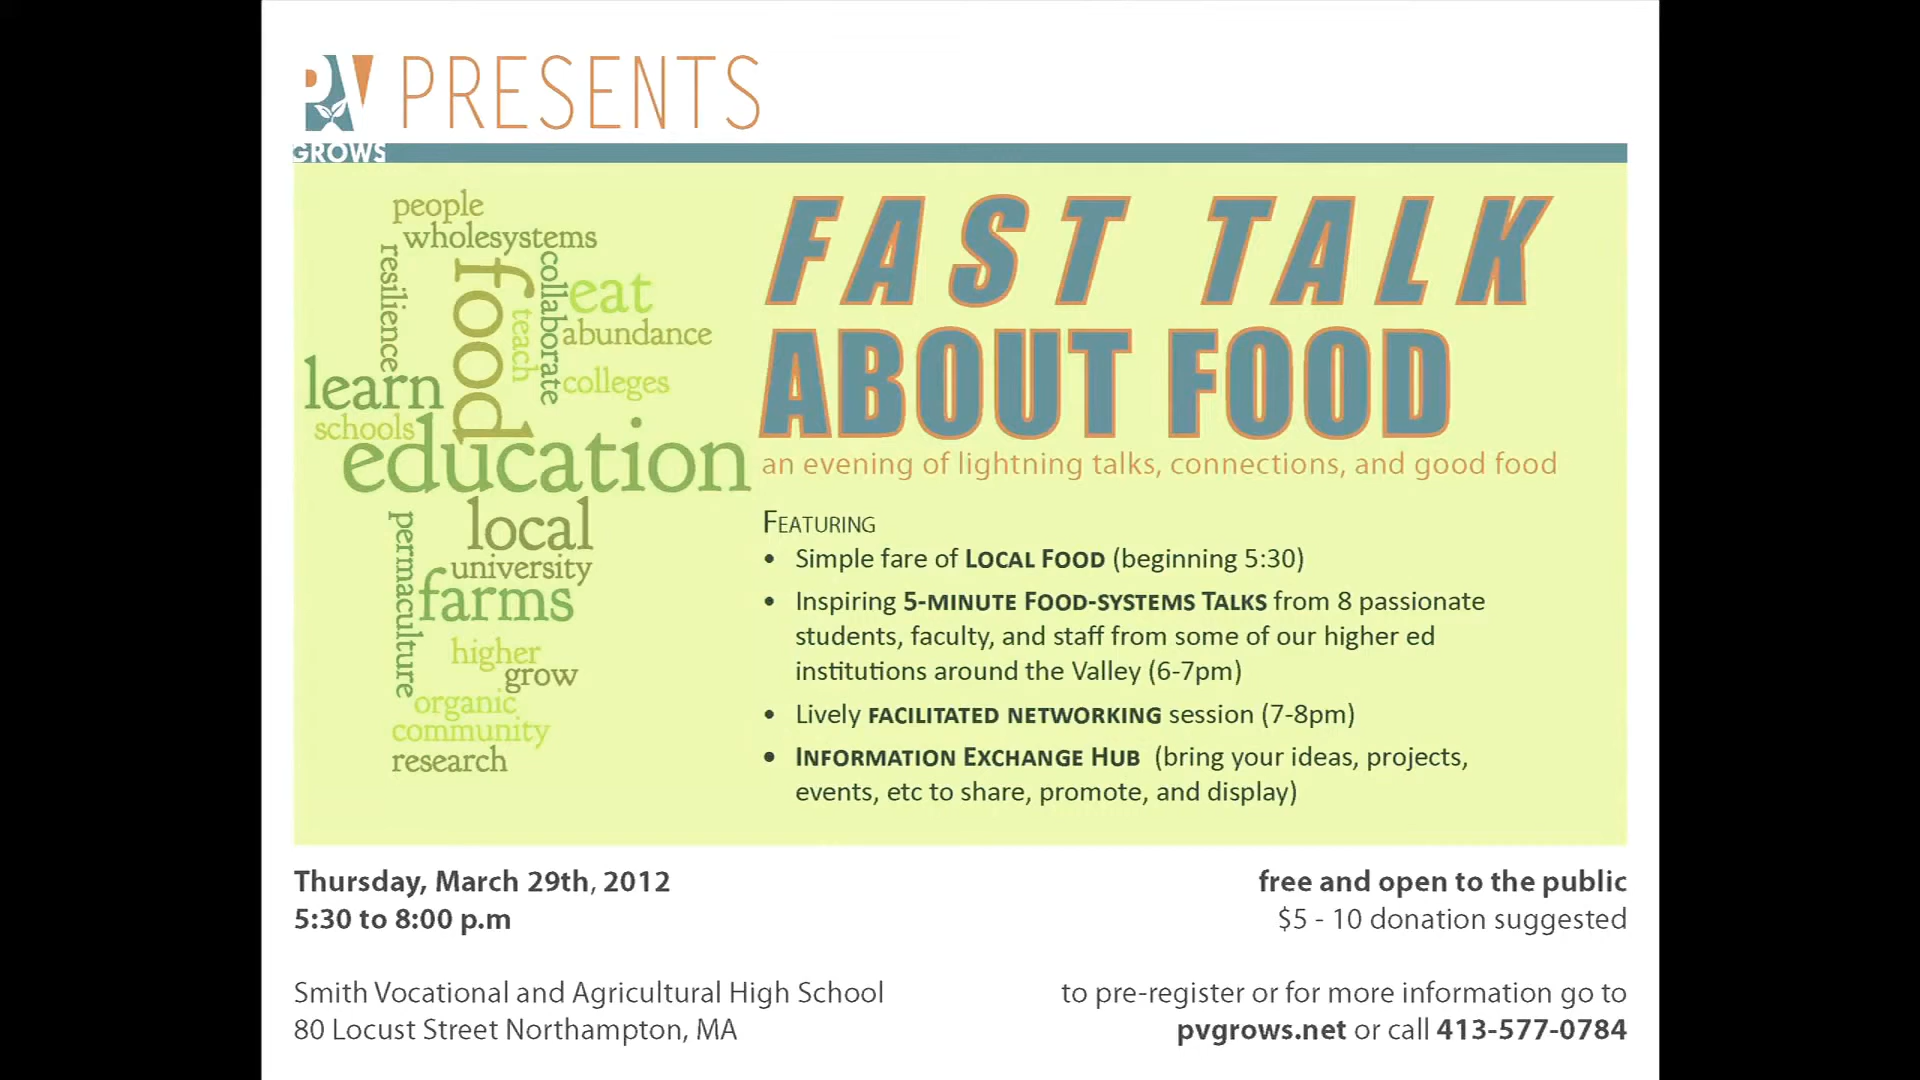 PV PRESENTS
GROWS
people
wholesystems
resilience
food
collaborate
teach
eat
abundance
learn
colleges
schools
education
local
permaculture
university
farms
higher
grow
organic
community
research
FAST TALK
ABOUT FOOD
an evening of lightning talks, connections, and good food
FEATURING
• Simple fare of LOCAL FOOD (beginning 5:30)
• Inspiring 5-MINUTE FOOD-SYSTEMS TALKS from 8 passionate
students, faculty, and staff from some of our higher ed
institutions around the Valley (6-7pm)
• Lively FACILITATED NETWORKING session (7-8pm)
• INFORMATION EXCHANGE HUB (bring your ideas, projects,
events, etc to share, promote, and display)
Thursday, March 29th, 2012
5:30 to 8:00 p.m
Smith Vocational and Agricultural High School
80 Locust Street Northampton, MA
free and open to the public
$5 - 10 donation suggested
to pre-register or for more information go to
pvgrows.net or call 413-577-0784